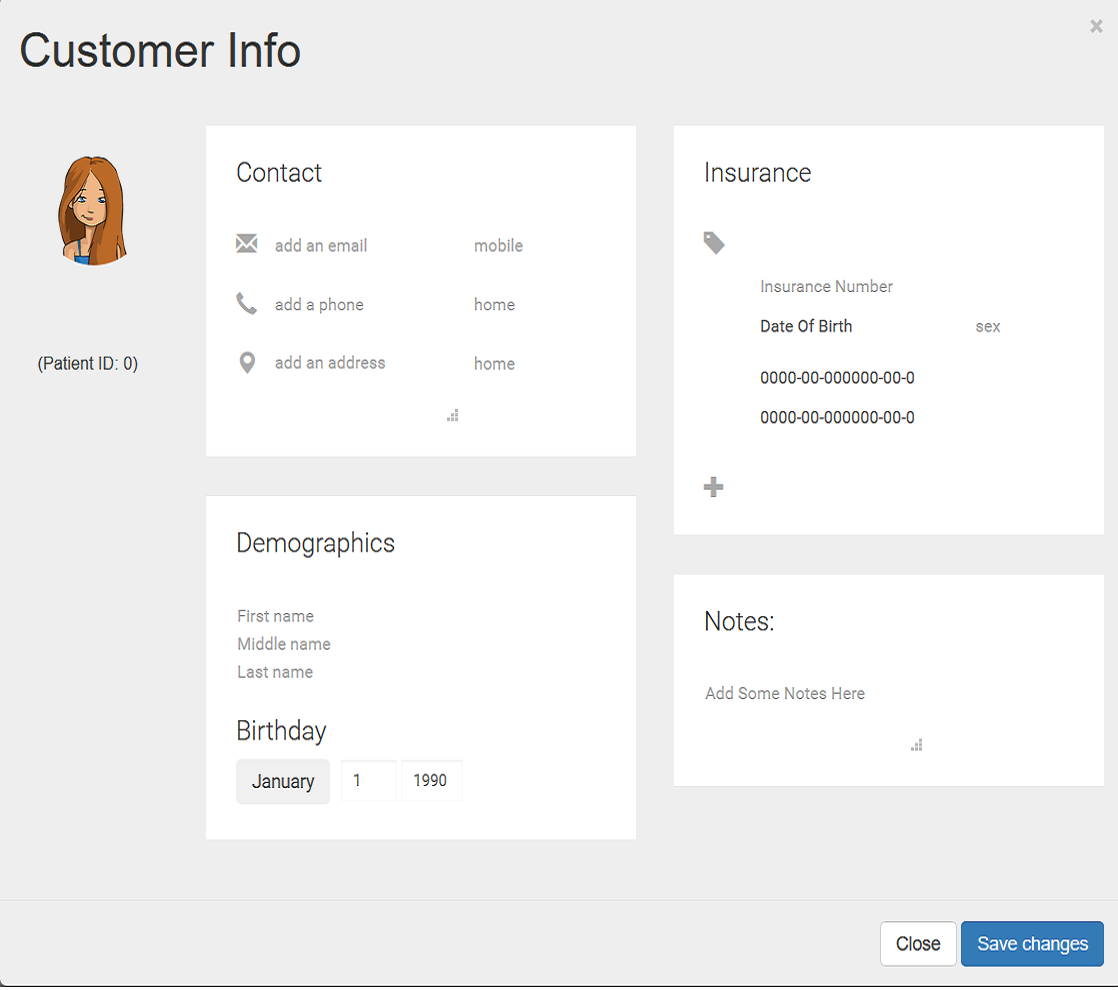 Customer Info
×
(Patient ID: 0)
Contact
add an email mobile
add a phone home
add an address home
Demographics
First name
Middle name
Last name
Birthday
January 1 1990
Insurance
Insurance Number
Date Of Birth sex
0000-00-000000-00-0
0000-00-000000-00-0
Notes:
Add Some Notes Here
Close Save changes